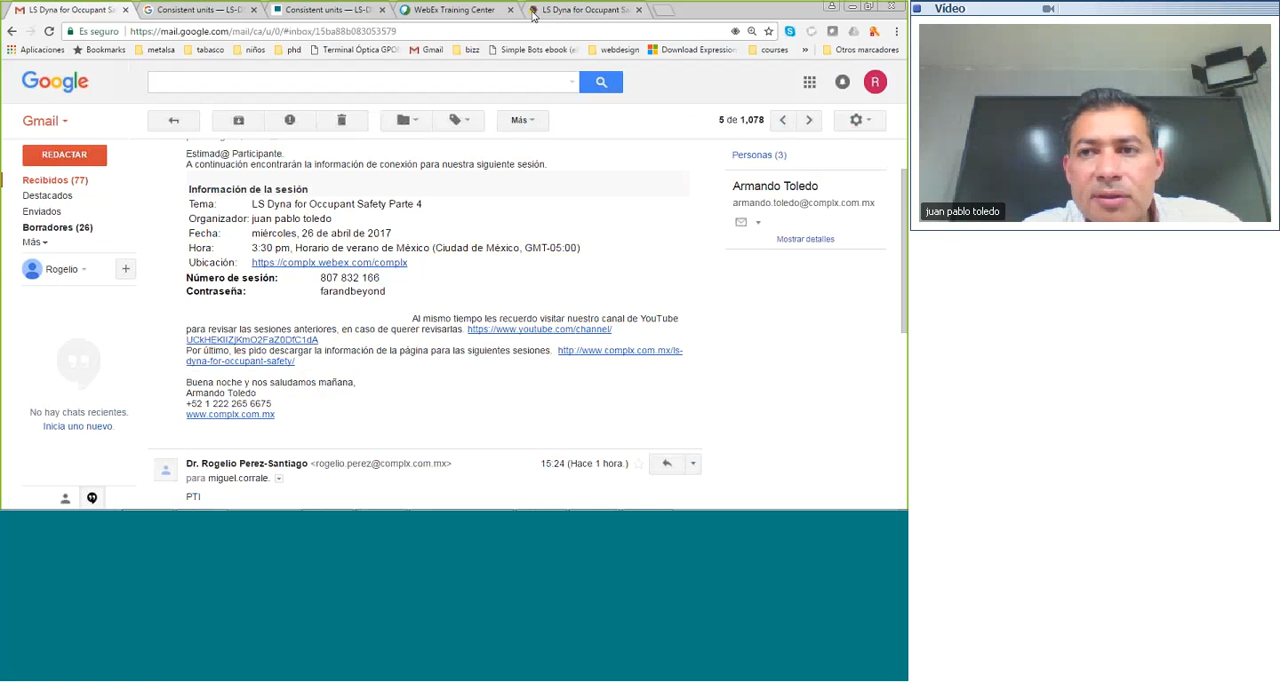 LS Dyna for Occupant Sa
Consistent units — LS-D
Consistent units — LS-D
WebEx Training Center
LS Dyna for Occupant Sa
Vídeo
Es seguro
https://mail.google.com/mail/ca/u/0/#inbox/15ba88b083053579
Aplicaciones
Bookmarks
metalsa
tabasco
niños
phd
Terminal Óptica GPO
Gmail
bizz
Simple Bots ebook (e
webdesign
Download Expression
courses
»
Otros marcadores
Google
R
Gmail
Más
5 de 1,078
REDACTAR
Recibidos (77)
Destacados
Enviados
Borradores (26)
Más
Rogelio
+
No hay chats recientes.
Inicia uno nuevo.
Estimad@ Participante.
A continuación encontrarán la información de conexión para nuestra siguiente sesión.
Información de la sesión
Tema: LS Dyna for Occupant Safety Parte 4
Organizador: juan pablo toledo
Fecha: miércoles, 26 de abril de 2017
Hora: 3:30 pm, Horario de verano de México (Ciudad de México, GMT-05:00)
Ubicación: https://complx.webex.com/complx
Número de sesión: 807 832 166
Contraseña: farandbeyond
Al mismo tiempo les recuerdo visitar nuestro canal de YouTube
para revisar las sesiones anteriores, en caso de querer revisarlas. https://www.youtube.com/channel/
Por último, les pido descargar la información de la página para las siguientes sesiones. http://www.complx.com.mx/ls-
dyna-for-occupant-safety/
Buena noche y nos saludamos mañana,
Armando Toledo
+52 1 222 265 6675
www.complx.com.mx
Dr. Rogelio Perez-Santiago <rogelio.perez@complx.com.mx>
15:24 (Hace 1 hora.)
para miguel.corrale.
PTI
Personas (3)
Armando Toledo
armando.toledo@complx.com.mx
Mostrar detalles
juan pablo toledo